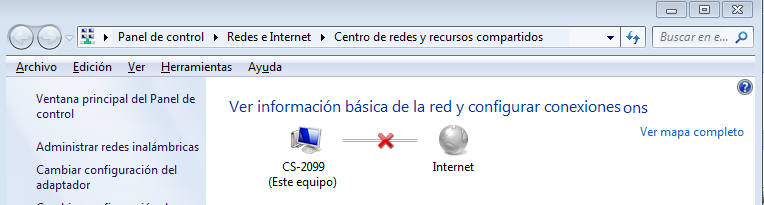 Panel de control ▸ Redes e Internet ▸ Centro de redes y recursos compartidos
Buscar en e...
Archivo Edición Ver Herramientas Ayuda
Ventana principal del Panel de
control
Administrar redes inalámbricas
Cambiar configuración del
adaptador
Ver información básica de la red y configurar conexiones ons
Ver mapa completo
CS-2099
(Este equipo)
Internet